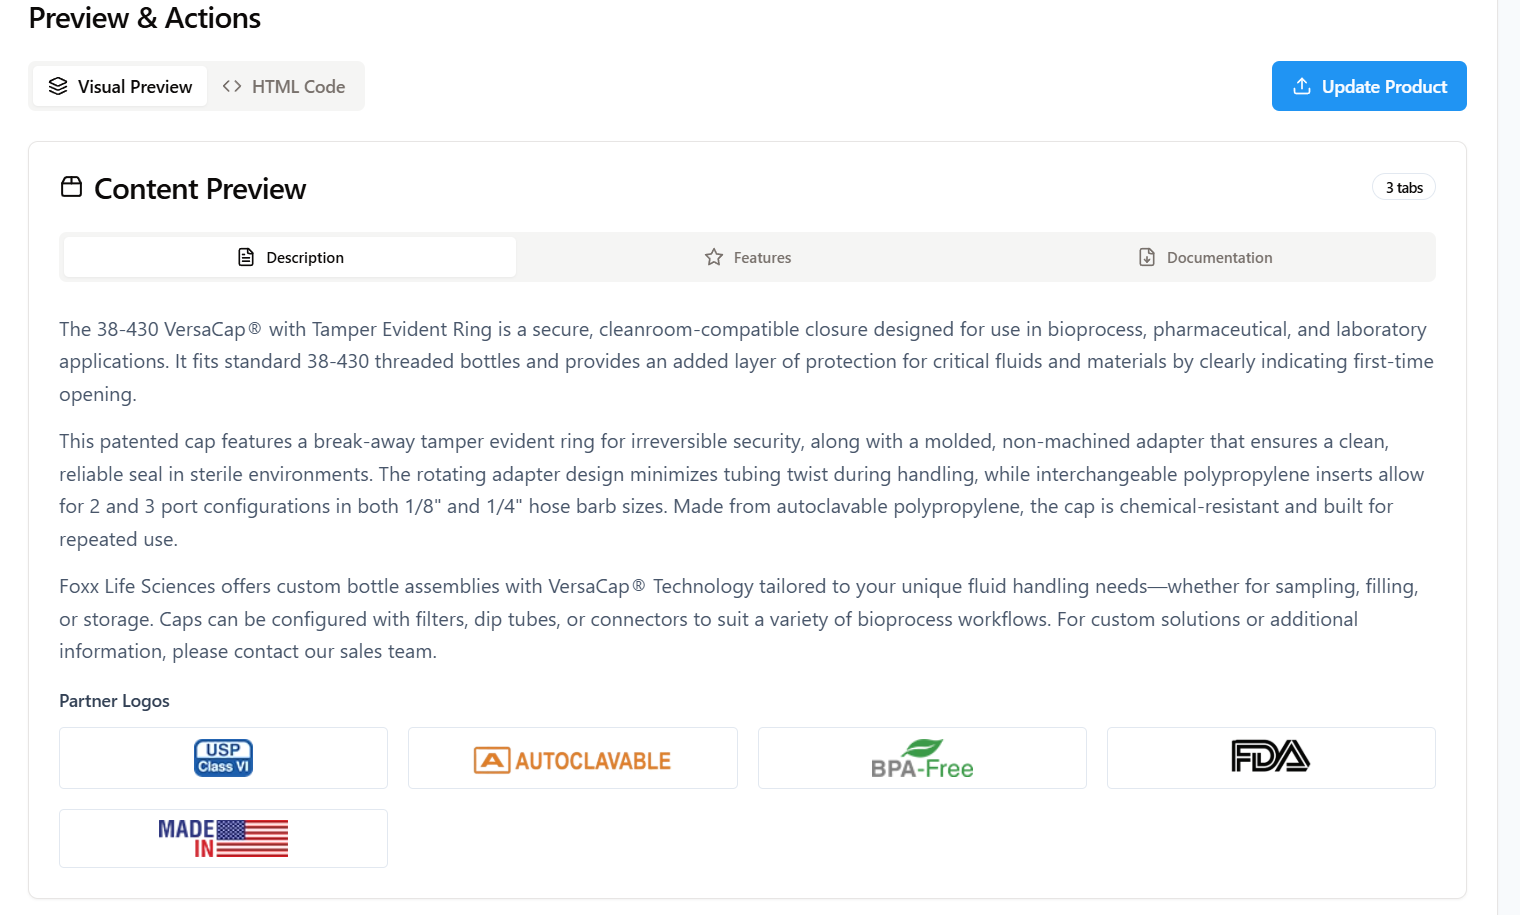 Preview & Actions
Visual Preview
HTML Code
Update Product
Content Preview
3 tabs
Description
Features
Documentation
The 38-430 VersaCap® with Tamper Evident Ring is a secure, cleanroom-compatible closure designed for use in bioprocess, pharmaceutical, and laboratory
applications. It fits standard 38-430 threaded bottles and provides an added layer of protection for critical fluids and materials by clearly indicating first-time
opening.
This patented cap features a break-away tamper evident ring for irreversible security, along with a molded, non-machined adapter that ensures a clean,
reliable seal in sterile environments. The rotating adapter design minimizes tubing twist during handling, while interchangeable polypropylene inserts allow
for 2 and 3 port configurations in both 1/8" and 1/4" hose barb sizes. Made from autoclavable polypropylene, the cap is chemical-resistant and built for
repeated use.
Foxx Life Sciences offers custom bottle assemblies with VersaCap® Technology tailored to your unique fluid handling needs—whether for sampling, filling,
or storage. Caps can be configured with filters, dip tubes, or connectors to suit a variety of bioprocess workflows. For custom solutions or additional
information, please contact our sales team.
Partner Logos
USP
Class VI
A AUTOCLAVABLE
BPA-Free
FDA
MADE
IN